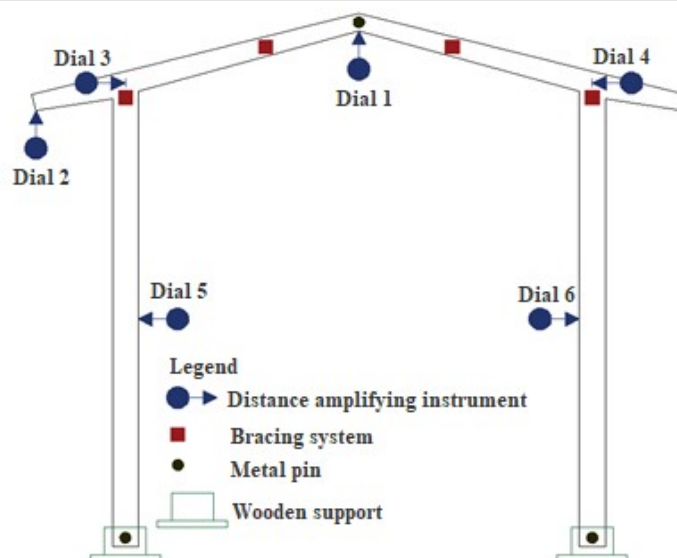 Dial 3
Dial 4
Dial 1
Dial 2
Dial 5
Dial 6
Legend
Distance amplifying instrument
Bracing system
Metal pin
Wooden support